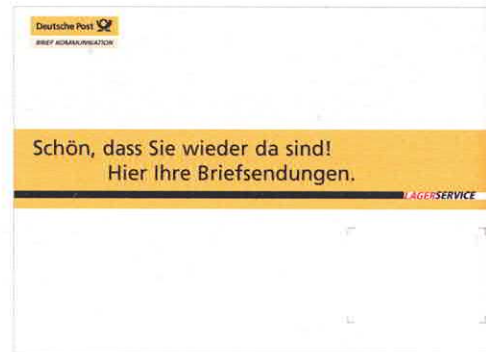 Deutsche Post
BRIEF KOMMUNIKATION
Schön, dass Sie wieder da sind!
Hier Ihre Briefsendungen.
LAGERSERVICE